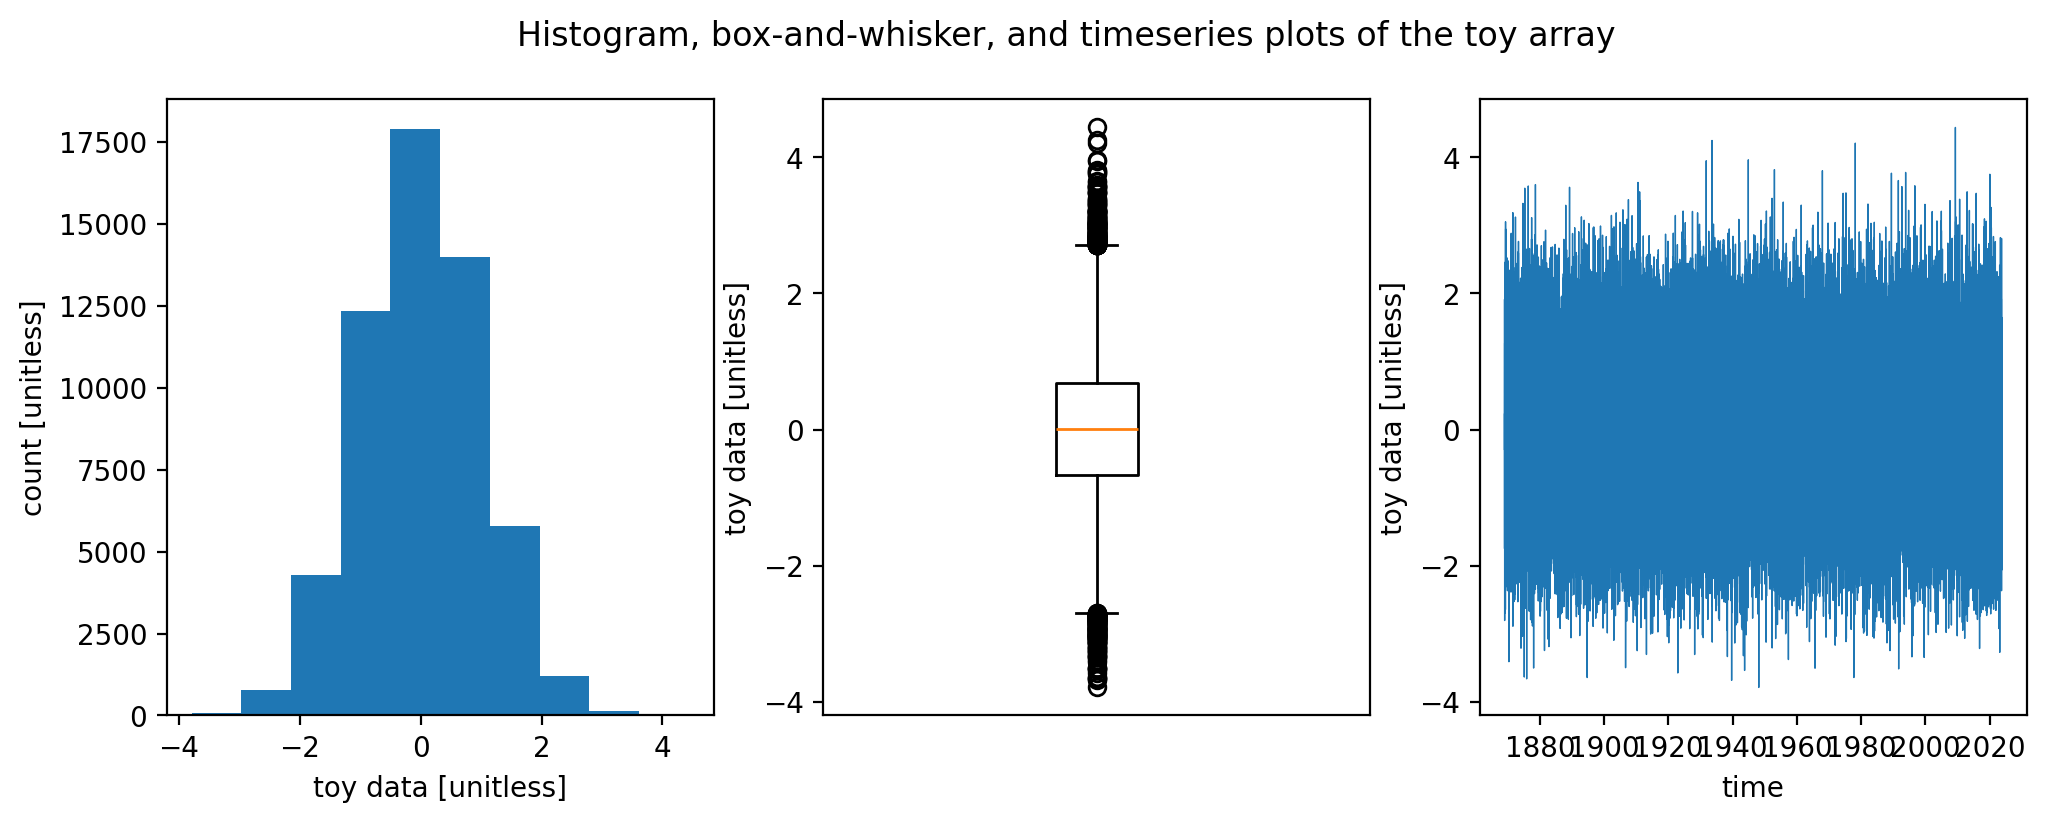 Histogram, box-and-whisker, and timeseries plots of the toy array
count [unitless]
17500
15000
12500
10000
7500
5000
2500
0
−4 −2 0 2 4
toy data [unitless]
toy data [unitless]
4
2
0
−2
−4
toy data [unitless]
4
2
0
−2
−4
1880 1900 1920 1940 1960 1980 2000 2020
time